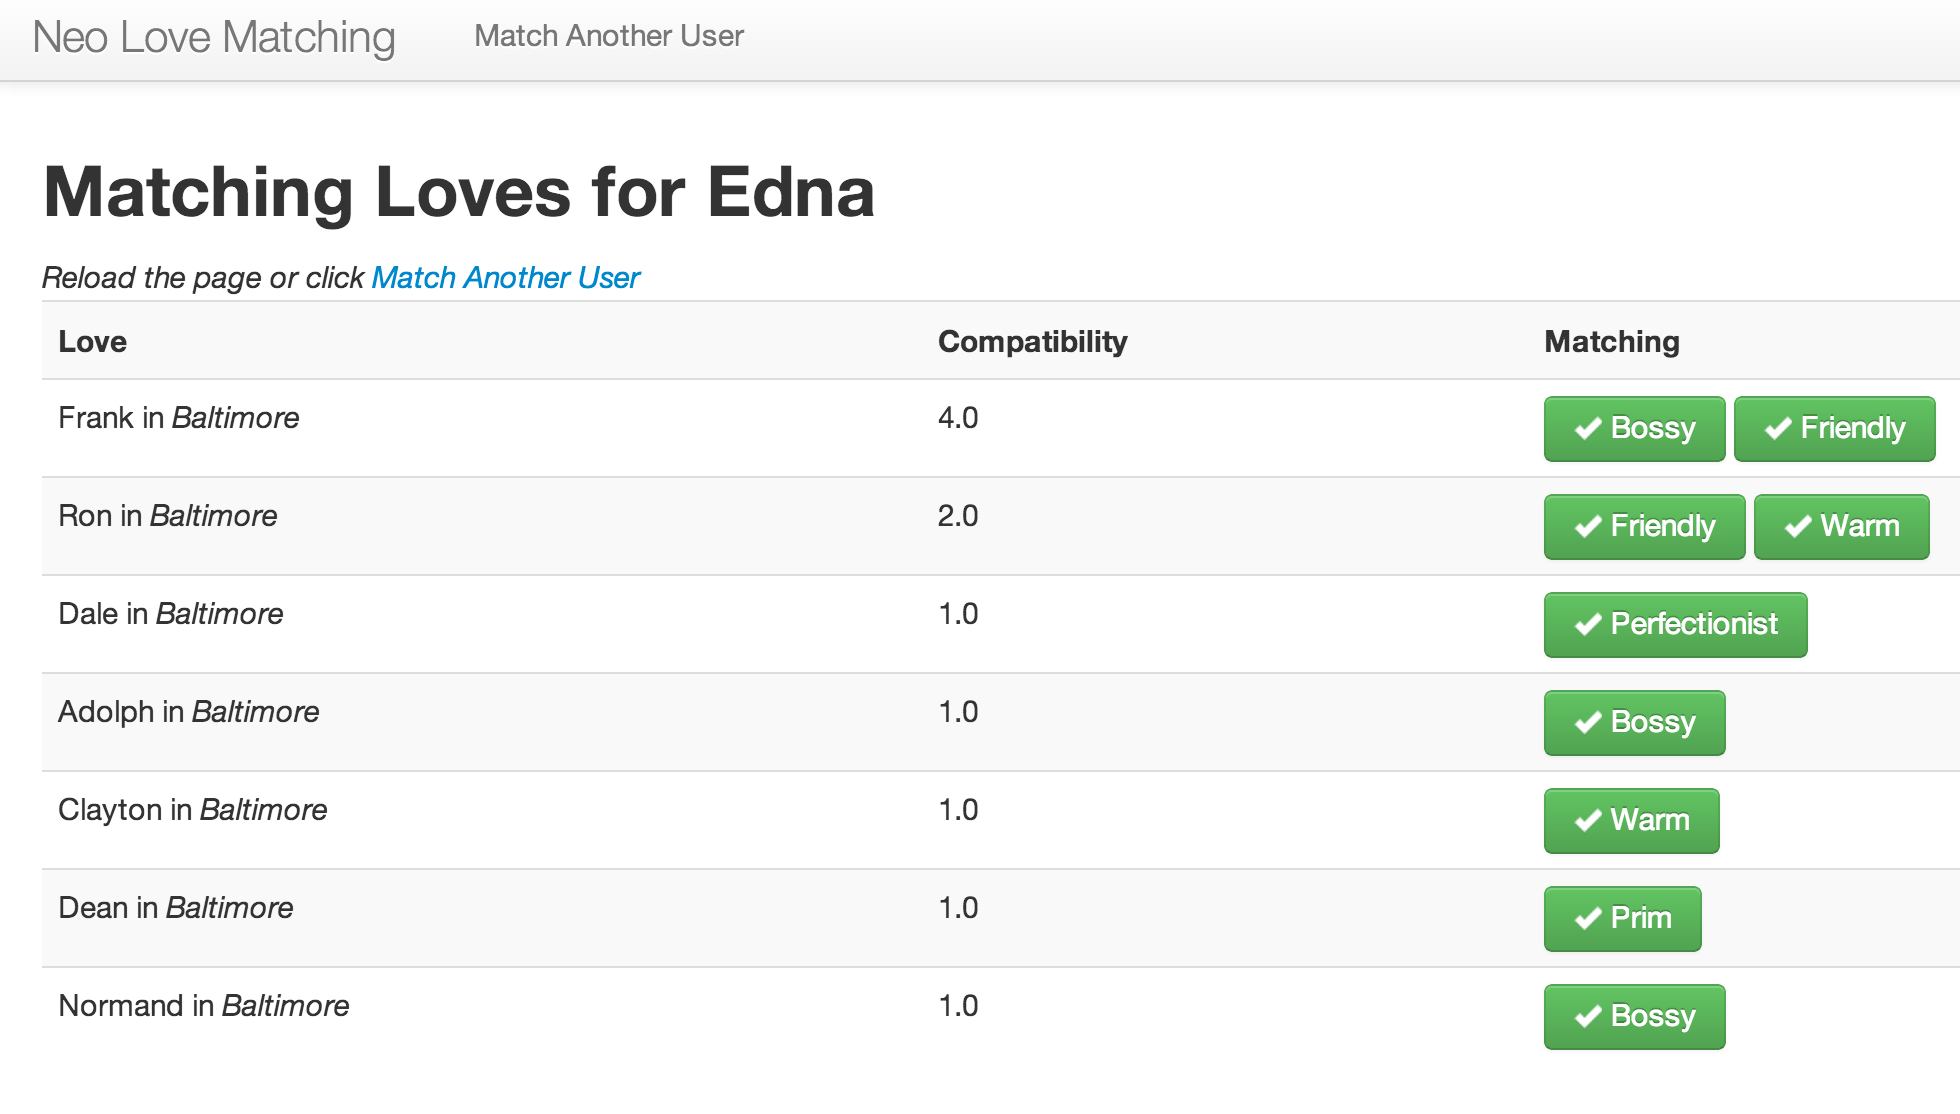 Neo Love Matching Match Another User
Matching Loves for Edna
Reload the page or click Match Another User
Love Compatibility Matching
Frank in Baltimore 4.0 Bossy Friendly
Ron in Baltimore 2.0 Friendly Warm
Dale in Baltimore 1.0 Perfectionist
Adolph in Baltimore 1.0 Bossy
Clayton in Baltimore 1.0 Warm
Dean in Baltimore 1.0 Prim
Normand in Baltimore 1.0 Bossy